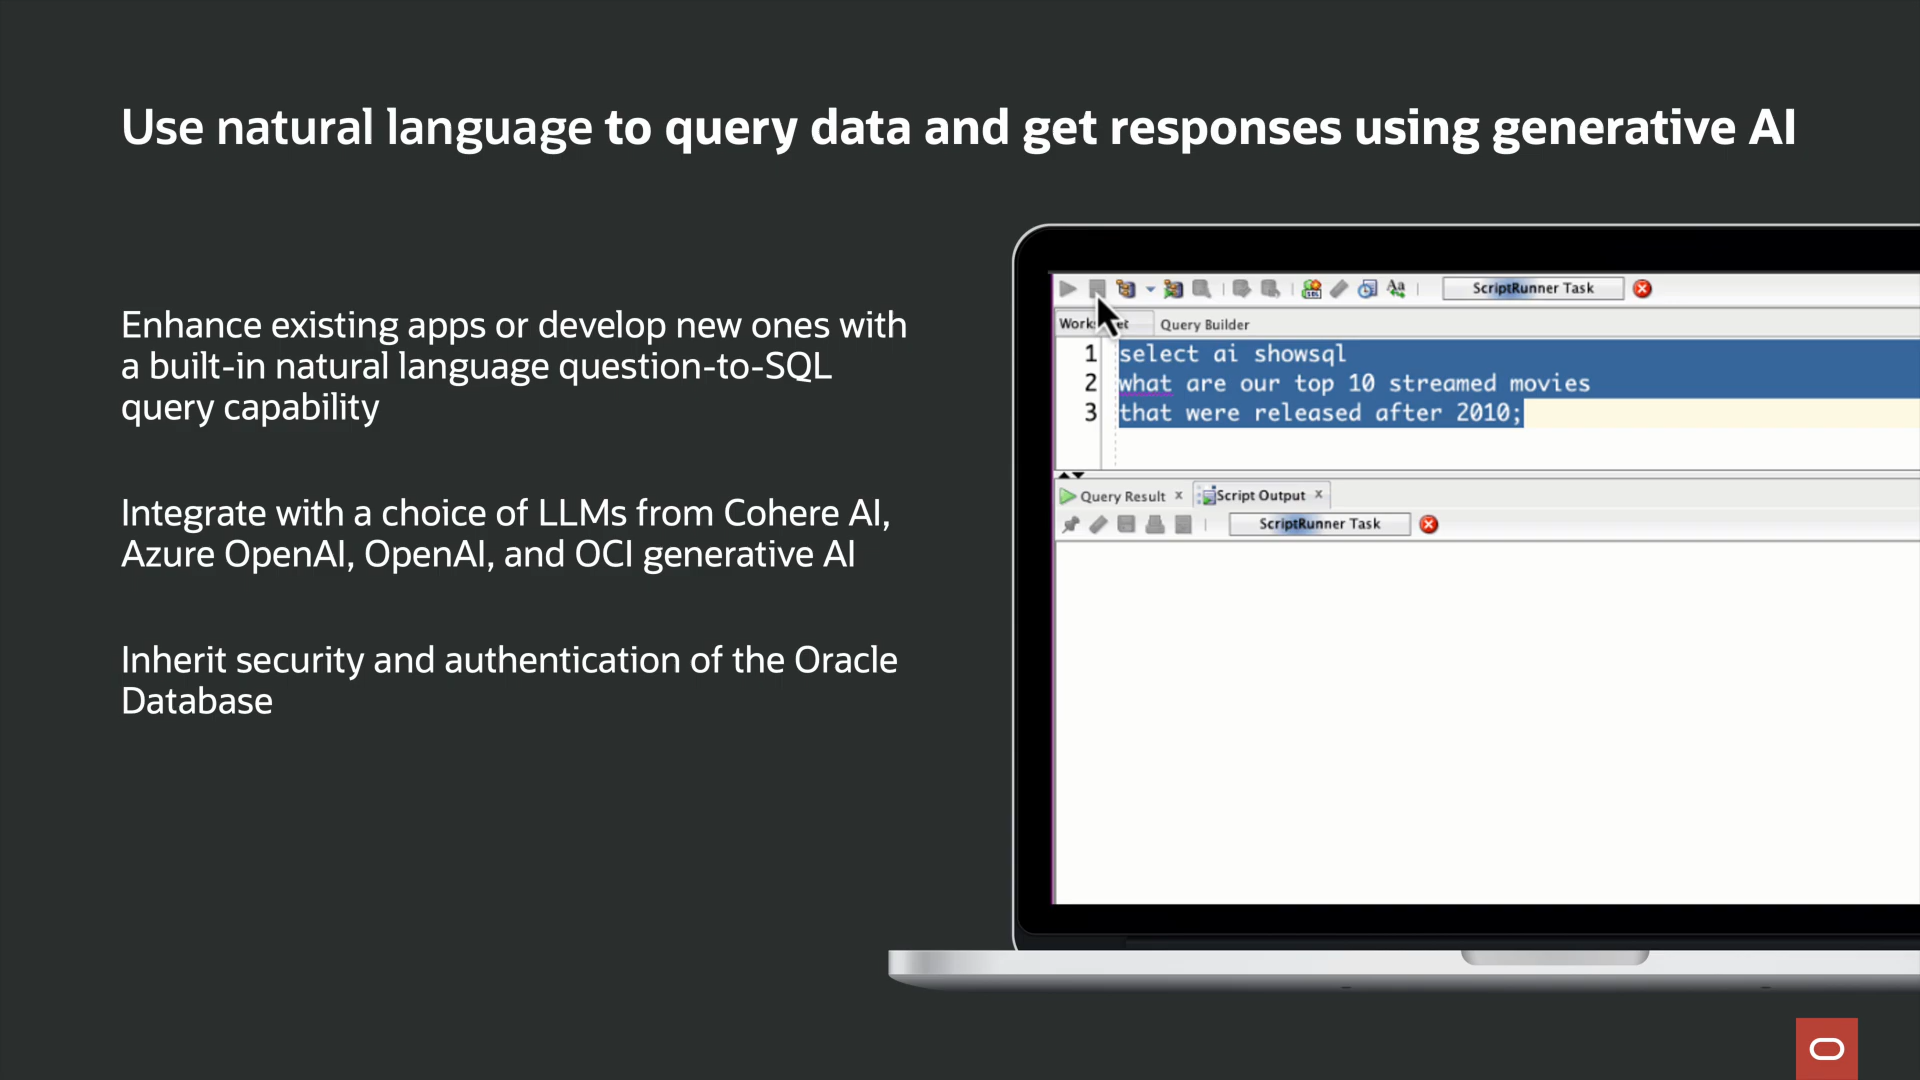 Use natural language to query data and get responses using generative AI
Enhance existing apps or develop new ones with
a built-in natural language question-to-SQL
query capability
Integrate with a choice of LLMs from Cohere AI,
Azure OpenAI, OpenAI, and OCI generative AI
Inherit security and authentication of the Oracle
Database
ScriptRunner Task
Query Builder
1 select ai showsql
2 what are our top 10 streamed movies
3 that were released after 2010;
Query Result x Script Output x
ScriptRunner Task